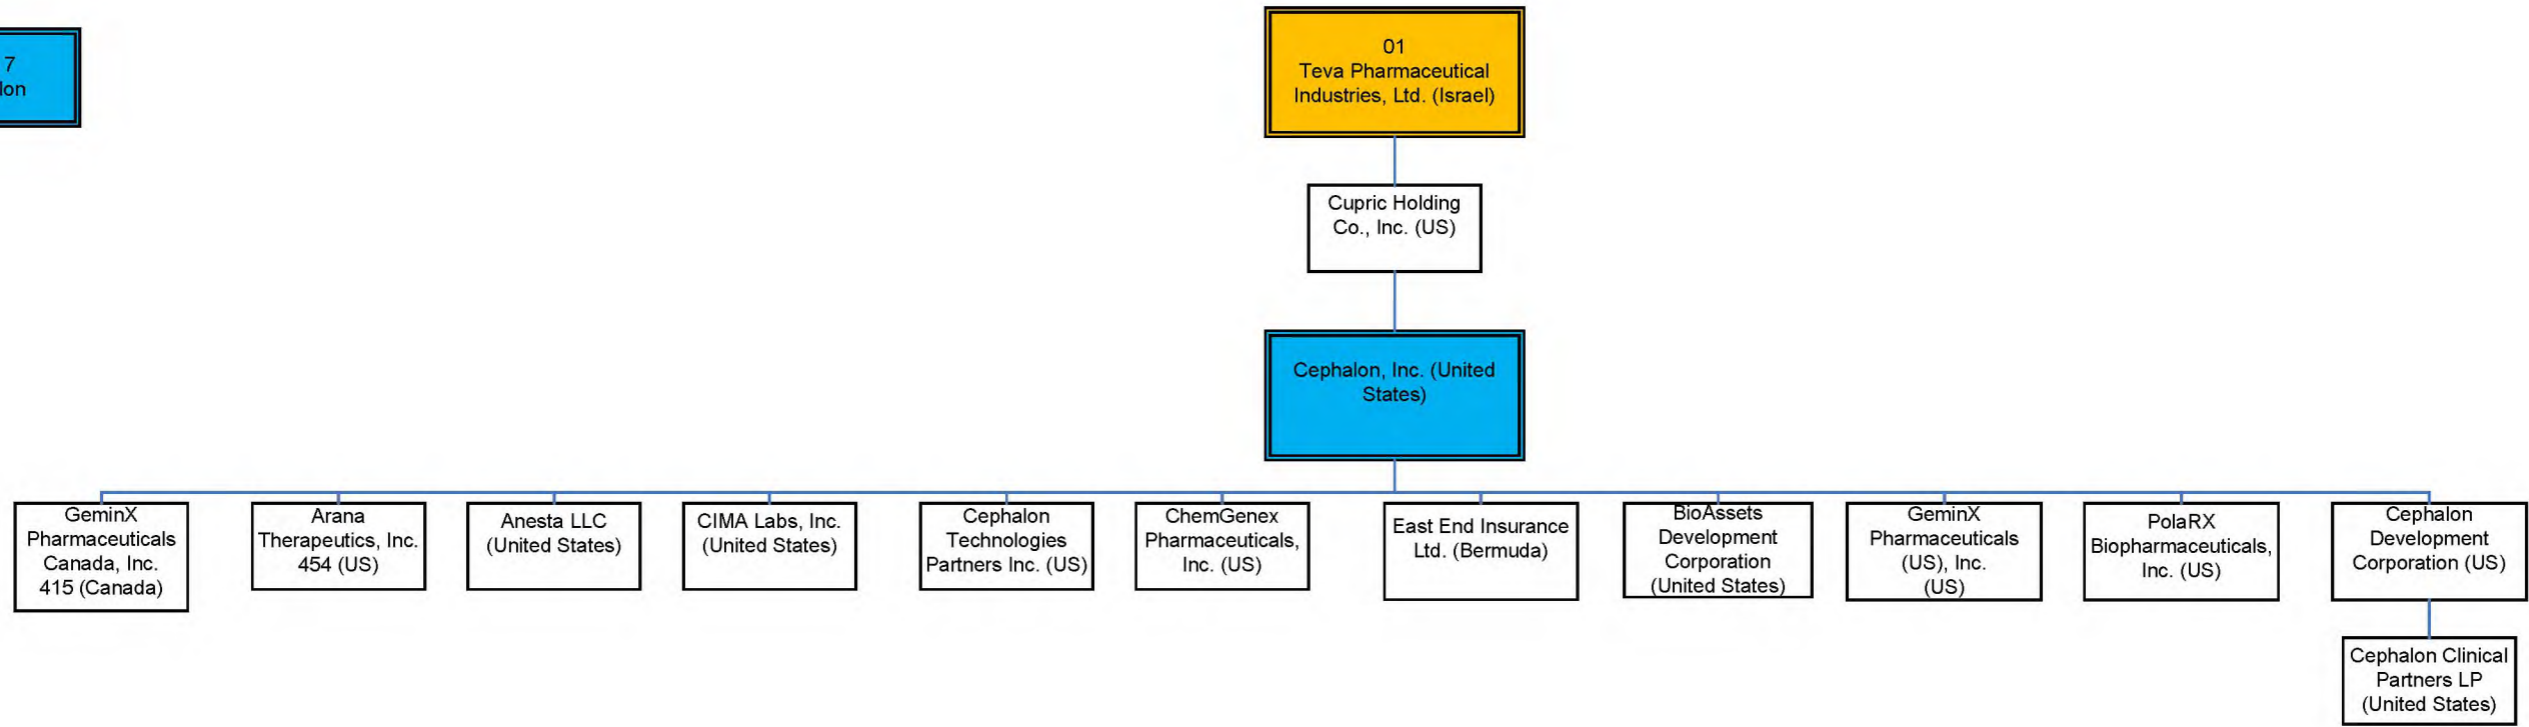 7
01
Teva Pharmaceutical
Industries, Ltd. (Israel)
Cupric Holding
Co., Inc. (US)
Cephalon, Inc. (United
States)
GeminX
Pharmaceuticals
Canada, Inc.
415 (Canada)
Arana
Therapeutics, Inc.
454 (US)
Anesta LLC
(United States)
CIMA Labs, Inc.
(United States)
Cephalon
Technologies
Partners Inc. (US)
ChemGenex
Pharmaceuticals,
Inc. (US)
East End Insurance
Ltd. (Bermuda)
BioAssets
Development
Corporation
(United States)
GeminX
Pharmaceuticals
(US), Inc.
(US)
PolaRX
Biopharmaceuticals,
Inc. (US)
Cephalon
Development
Corporation (US)
Cephalon Clinical
Partners LP
(United States)